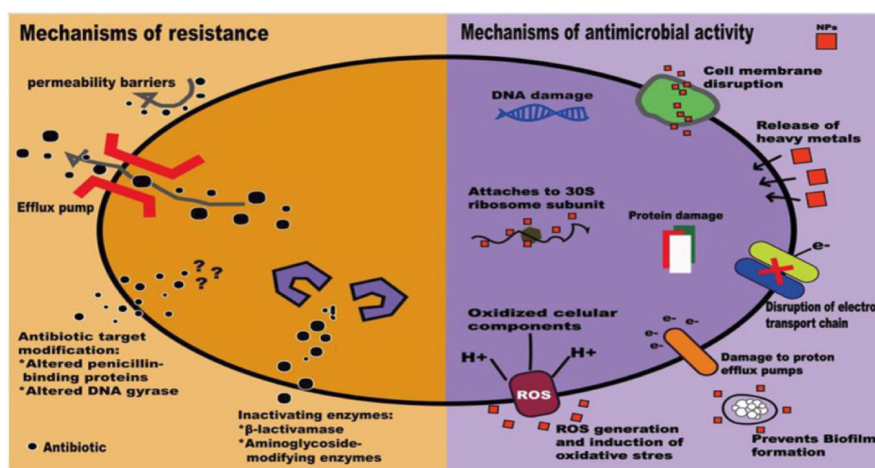 Mechanisms of resistance
permeability barriers
Efflux pump
? ? ?
Antibiotic target
modification:
*Altered penicillin-
binding proteins
*Altered DNA gyrase
Antibiotic
Inactivating enzymes:
*β-lactivamase
*Aminoglycoside-
modifying enzymes
Mechanisms of antimicrobial activity
NPs
DNA damage
Cell membrane
disruption
Release of
heavy metals
Attaches to 30S
ribosome subunit
Protein damage
e-
Disruption of electro
transport chain
Oxidized cellular
components
H+
H+
ROS
e-
e-
e-
e-
Damage to proton
efflux pumps
ROS generation
and induction of
oxidative stres
Prevents Biofilm
formation